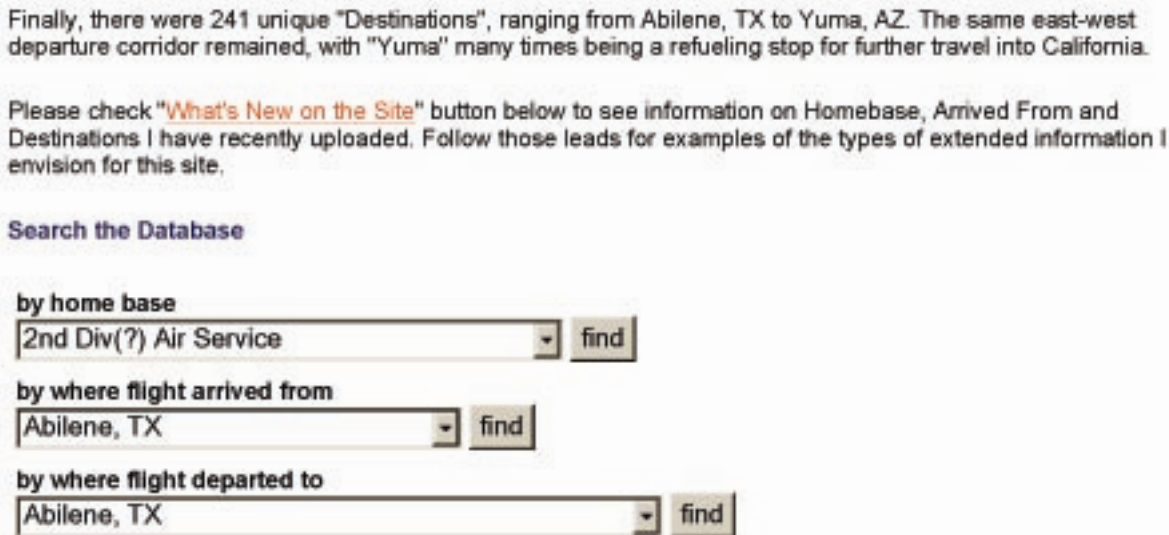 Finally, there were 241 unique "Destinations", ranging from Abilene, TX to Yuma, AZ. The same east-west
departure corridor remained, with "Yuma" many times being a refueling stop for further travel into California.
Please check "What's New on the Site" button below to see information on Homebase, Arrived From and
Destinations I have recently uploaded. Follow those leads for examples of the types of extended information I
envision for this site.
Search the Database
by home base
2nd Div(?) Air Service find
by where flight arrived from
Abilene, TX find
by where flight departed to
Abilene, TX find